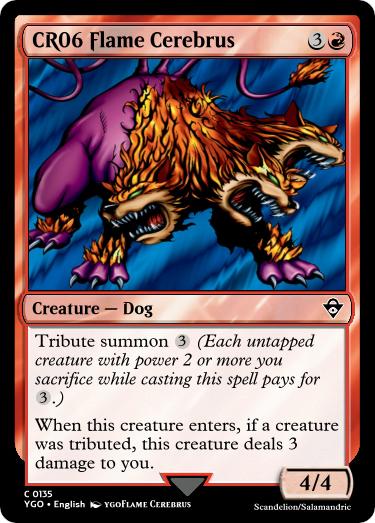 CR06 Flame Cerebrus 3
Creature — Dog
Tribute summon 3 (Each untapped
creature with power 2 or more you
sacrifice while casting this spell pays for
3.)
When this creature enters, if a creature
was tributed, this creature deals 3
damage to you.
4/4
C 0135
YGO • English YGOFlame Cerebrus
Scandelion/Salamandric